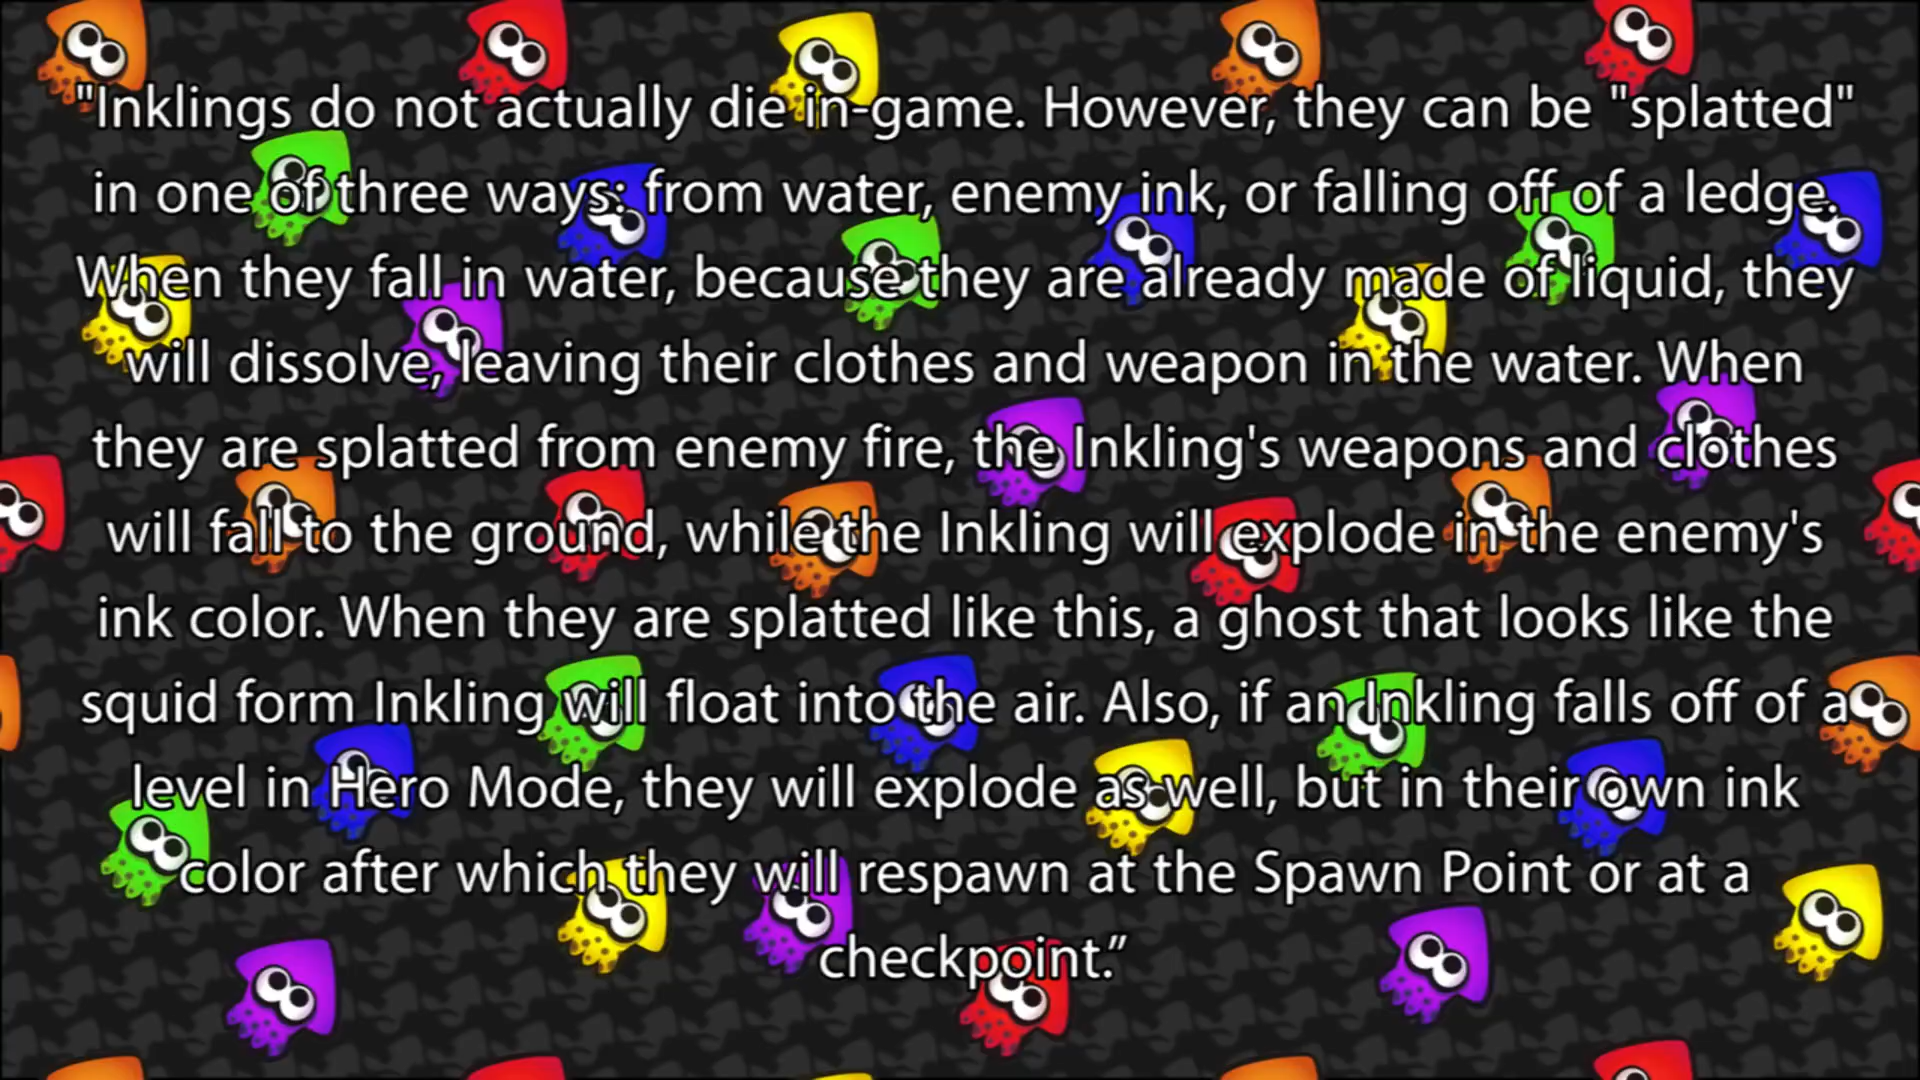 "Inklings do not actually die in-game. However, they can be "splatted"
in one of three ways: from water, enemy ink, or falling off of a ledge.
When they fall in water, because they are already made of liquid, they
will dissolve, leaving their clothes and weapon in the water. When
they are splatted from enemy fire, the Inkling's weapons and clothes
will fall to the ground, while the Inkling will explode in the enemy's
ink color. When they are splatted like this, a ghost that looks like the
squid form Inkling will float into the air. Also, if an Inkling falls off of a
level in Hero Mode, they will explode as well, but in their own ink
color after which they will respawn at the Spawn Point or at a
checkpoint.”